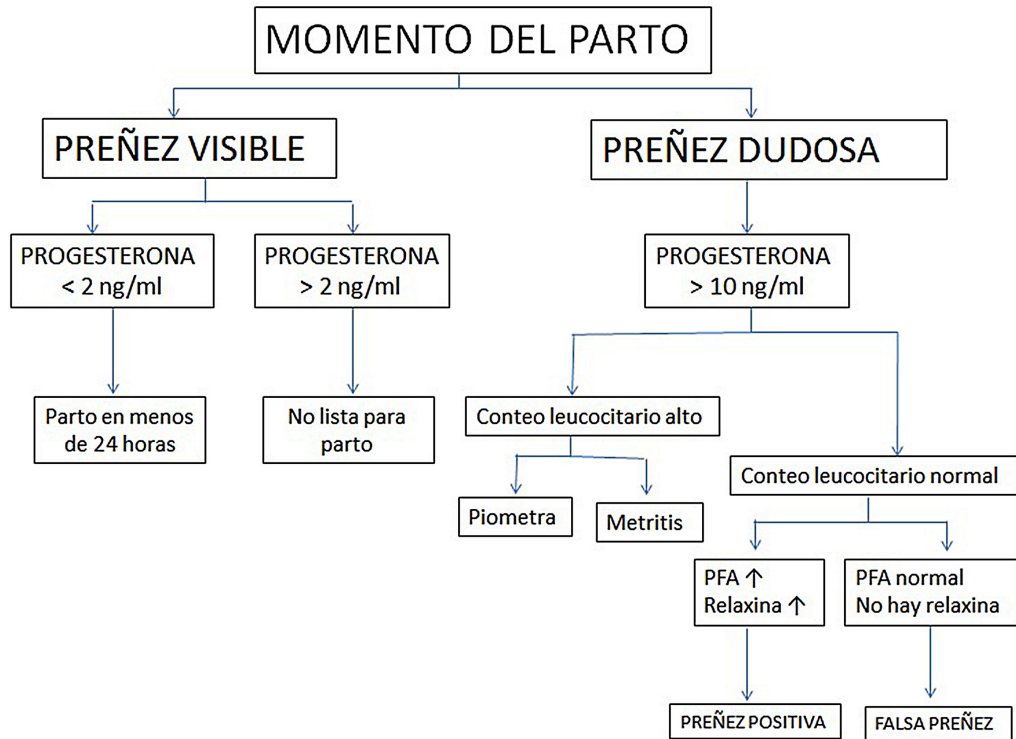 MOMENTO DEL PARTO
PREÑEZ VISIBLE
PREÑEZ DUDOSA
PROGESTERONA
< 2 ng/ml
PROGESTERONA
> 2 ng/ml
PROGESTERONA
> 10 ng/ml
Parto en menos
de 24 horas
No lista para
parto
Conteo leucocitario alto
Conteo leucocitario normal
Piometra
Metritis
PFA ↑
Relaxina ↑
PFA normal
No hay relaxina
PREÑEZ POSITIVA
FALSA PREÑEZ